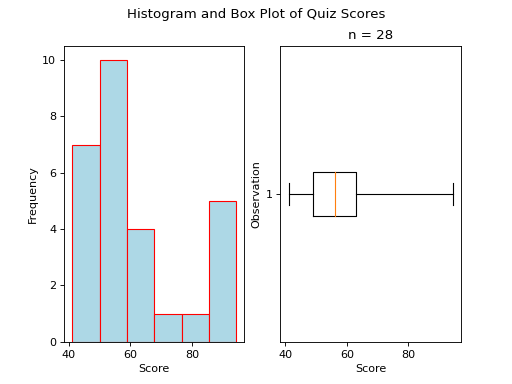 Histogram and Box Plot of Quiz Scores
n = 28
10
8
6
4
2
0
Frequency
40 60 80
Score
Observation
1
40 60 80
Score